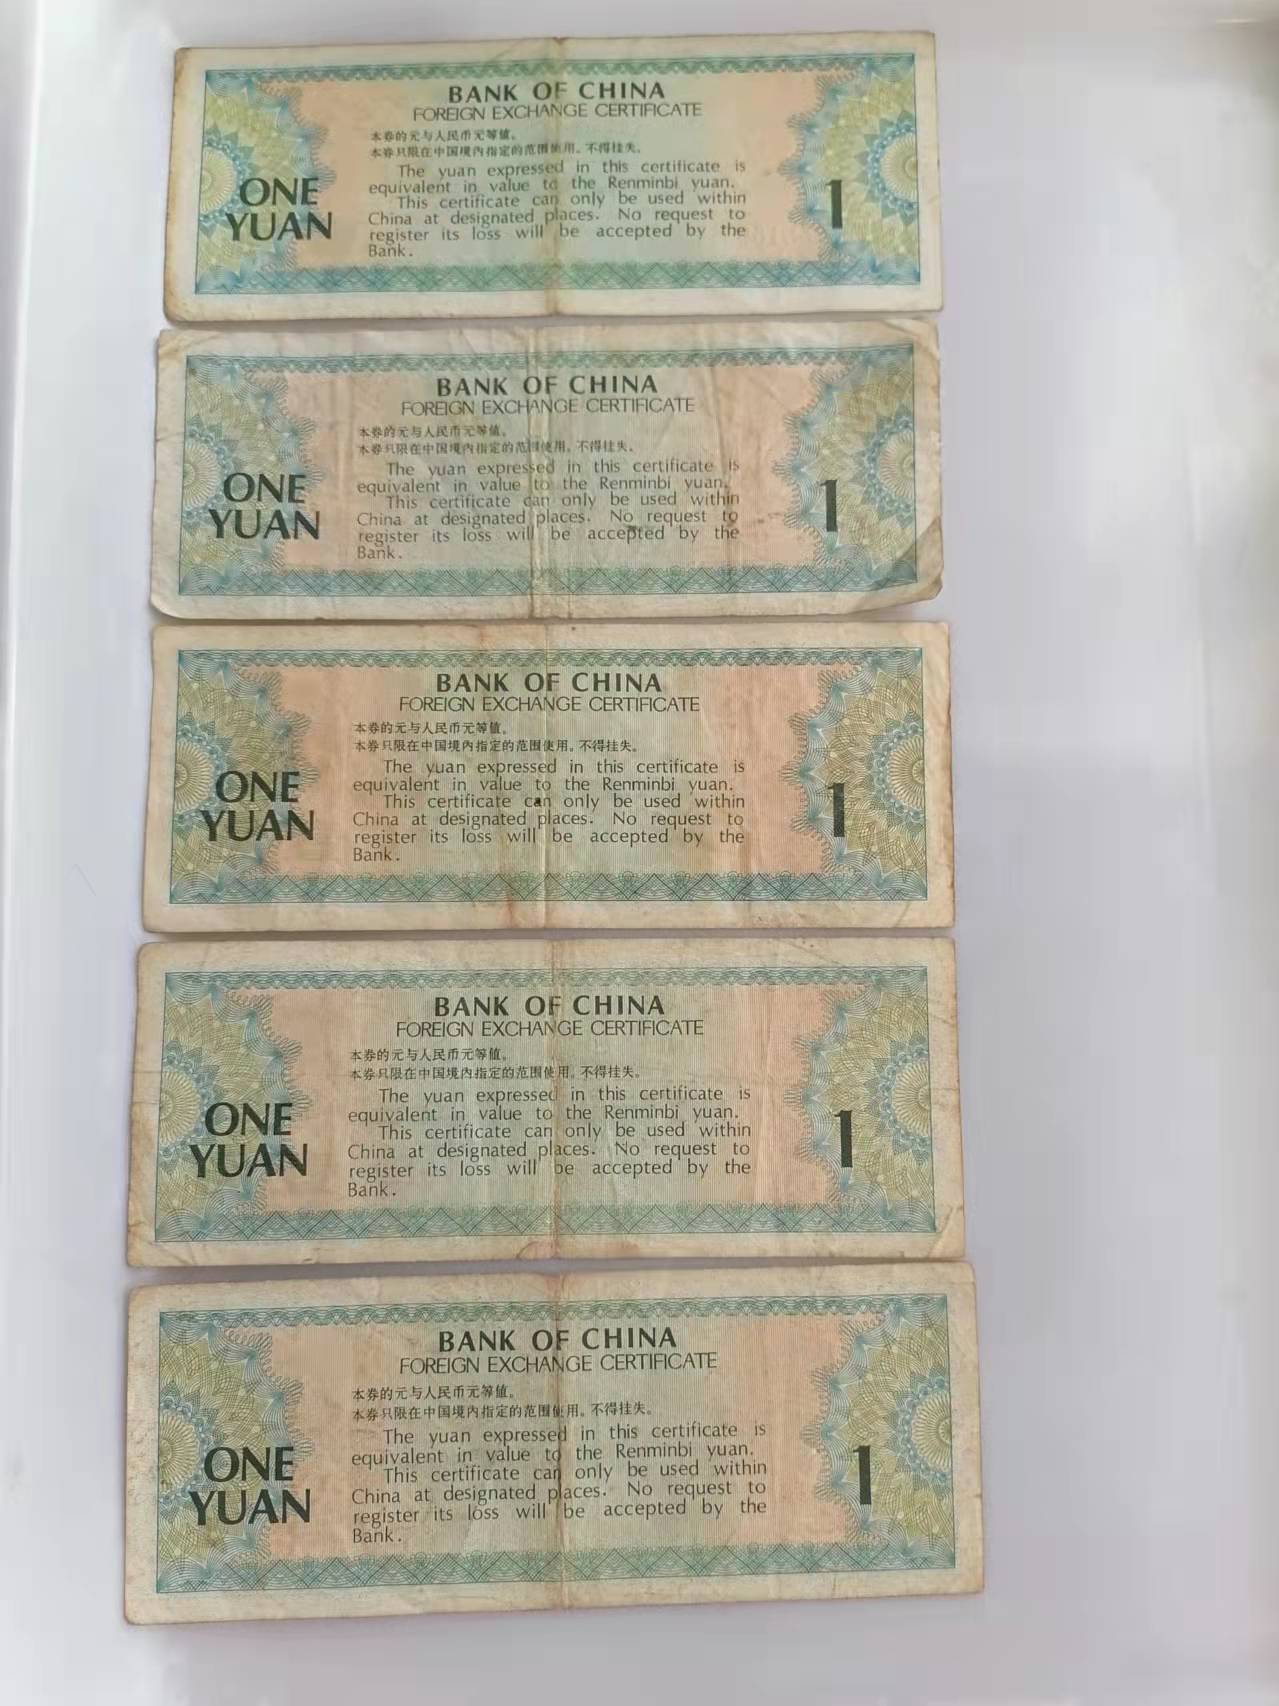 BANK OF CHINA
FOREIGN EXCHANGE CERTIFICATE
本券的元与人民币元等值。
本券只限在中国境内指定的范围使用。不得挂失。
The yuan expressed in this certificate is
equivalent in value to the Renminbi yuan.
This certificate can only be used within
China at designated places. No request to
register its loss will be accepted by the
Bank.
ONE
YUAN
1
BANK OF CHINA
FOREIGN EXCHANGE CERTIFICATE
本券的元与人民币元等值。
本券只限在中国境内指定的范围使用。不得挂失。
The yuan expressed in this certificate is
equivalent in value to the Renminbi yuan.
This certificate can only be used within
China at designated places. No request to
register its loss will be accepted by the
Bank.
ONE
YUAN
1
BANK OF CHINA
FOREIGN EXCHANGE CERTIFICATE
本券的元与人民币元等值。
本券只限在中国境内指定的范围使用。不得挂失。
The yuan expressed in this certificate is
equivalent in value to the Renminbi yuan.
This certificate can only be used within
China at designated places. No request to
register its loss will be accepted by the
Bank.
ONE
YUAN
1
BANK OF CHINA
FOREIGN EXCHANGE CERTIFICATE
本券的元与人民币元等值。
本券只限在中国境内指定的范围使用。不得挂失。
The yuan expressed in this certificate is
equivalent in value to the Renminbi yuan.
This certificate can only be used within
China at designated places. No request to
register its loss will be accepted by the
Bank.
ONE
YUAN
1
BANK OF CHINA
FOREIGN EXCHANGE CERTIFICATE
本券的元与人民币元等值。
本券只限在中国境内指定的范围使用。不得挂失。
The yuan expressed in this certificate is
equivalent in value to the Renminbi yuan.
This certificate can only be used within
China at designated places. No request to
register its loss will be accepted by the
Bank.
ONE
YUAN
1